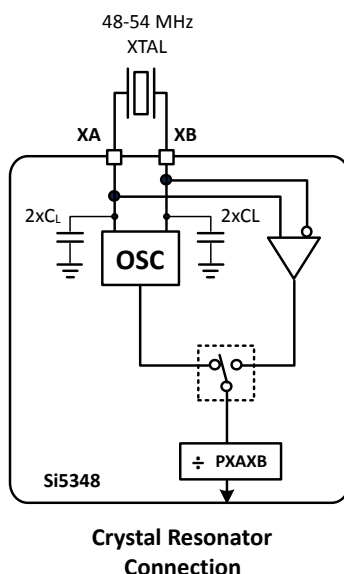 48-54 MHz
XTAL
XA
XB
2xCL
2xCL
OSC
÷ PXAXB
Si5348
Crystal Resonator
Connection